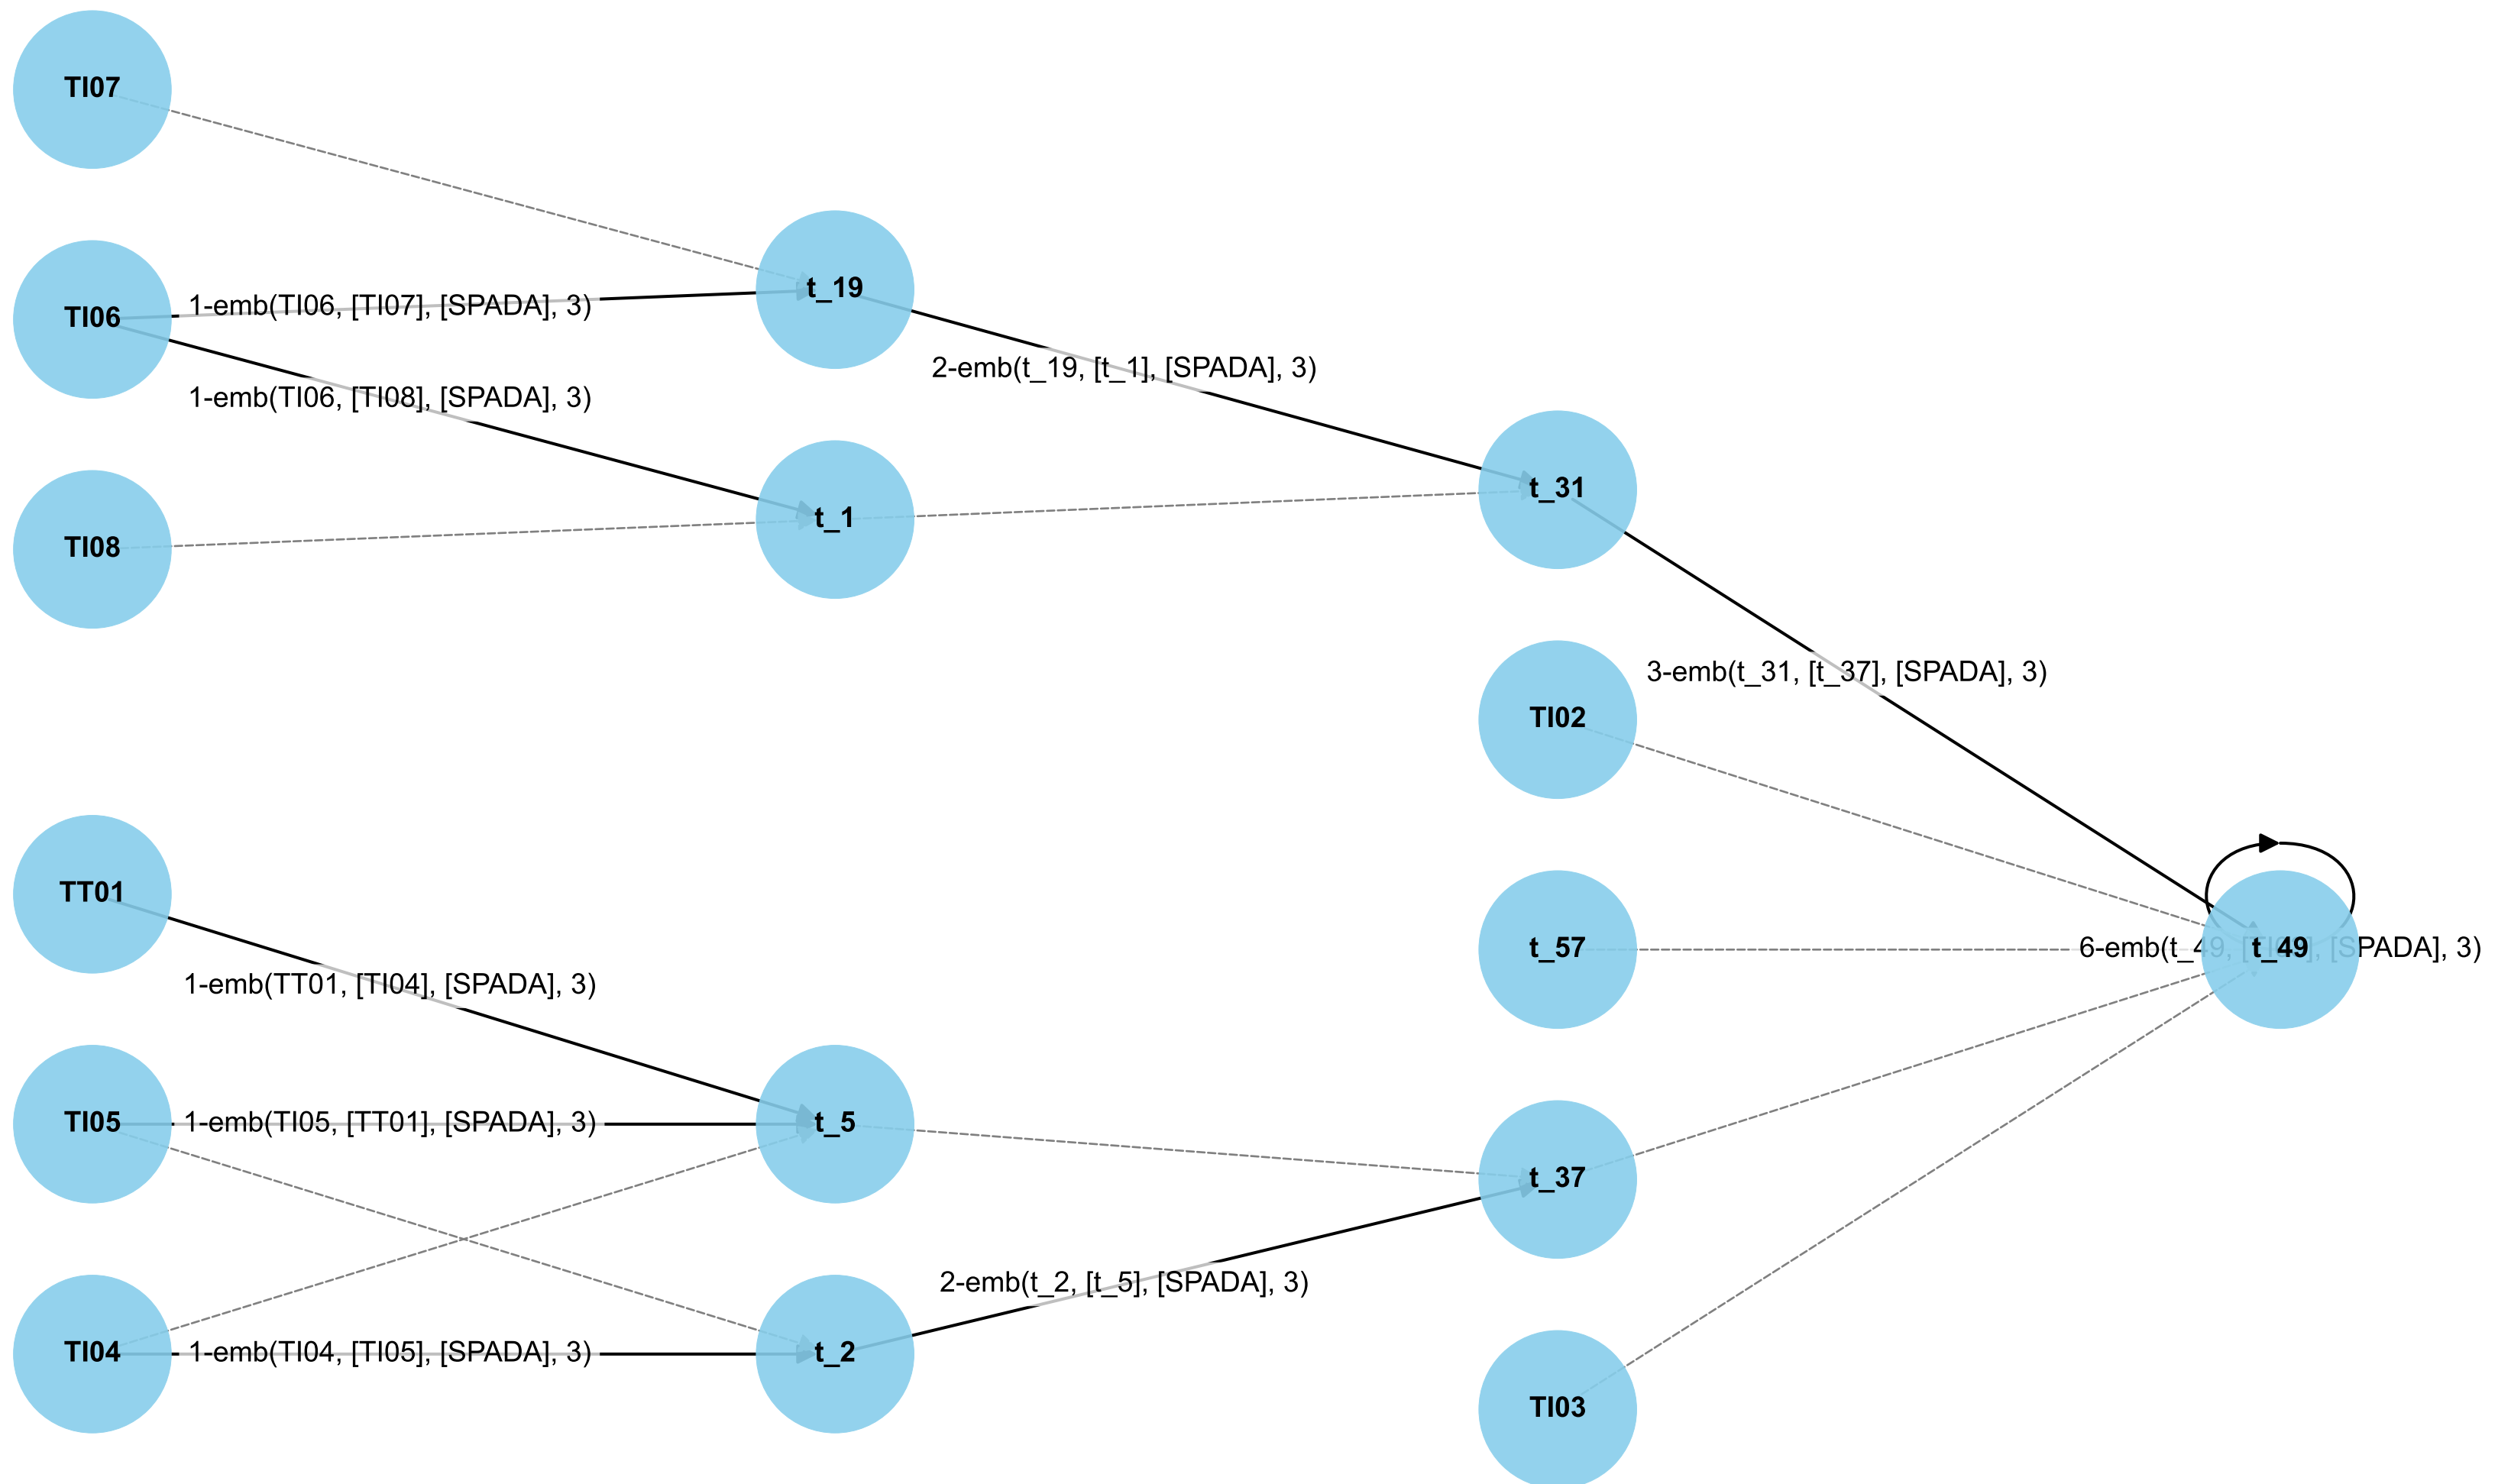 TI07
t_19
TI06
1-emb(TI06, [TI07], [SPADA], 3)
2-emb(t_19, [t_1], [SPADA], 3)
1-emb(TI06, [TI08], [SPADA], 3)
t_31
t_1
TI08
3-emb(t_31, [t_37], [SPADA], 3)
TI02
TT01
t_57
6-emb(t_49, [SPADA], 3)
t_49
1-emb(TT01, [TI04], [SPADA], 3)
TI05
1-emb(TI05, [TT01], [SPADA], 3)
t_5
t_37
2-emb(t_2, [t_5], [SPADA], 3)
TI04
1-emb(TI04, [TI05], [SPADA], 3)
t_2
TI03